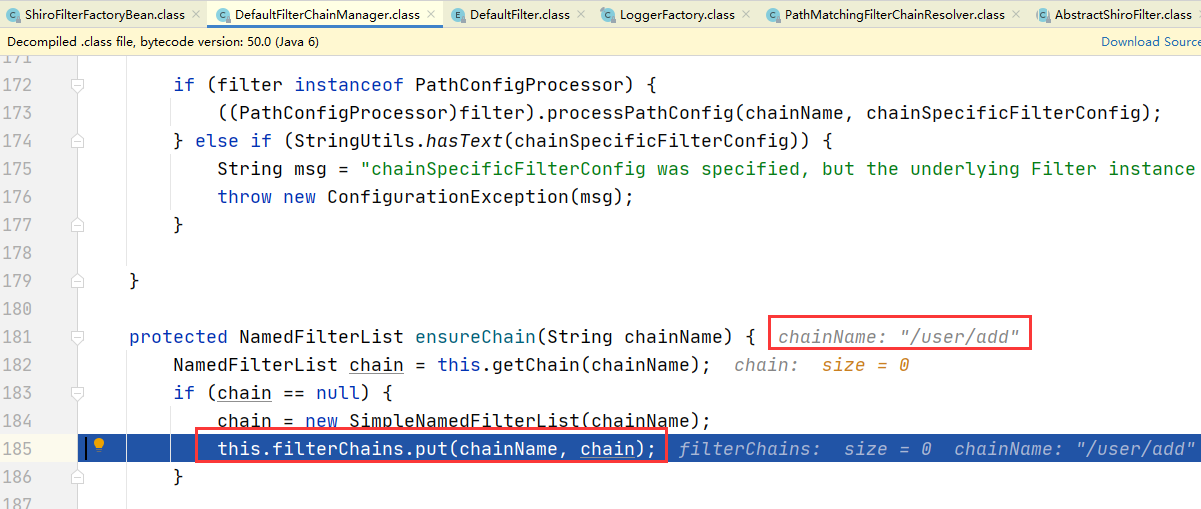 ShiroFilterFactoryBean.class DefaultFilterChainManager.class DefaultFilter.class LoggerFactory.class PathMatchingFilterChainResolver.class AbstractShiroFilter.class
Decompiled .class file, bytecode version: 50.0 (Java 6) Download Source
171
172 if (filter instanceof PathConfigProcessor) {
173 ((PathConfigProcessor)filter).processPathConfig(chainName, chainSpecificFilterConfig);
174 } else if (StringUtils.hasText(chainSpecificFilterConfig)) {
175 String msg = "chainSpecificFilterConfig was specified, but the underlying Filter instance
176 throw new ConfigurationException(msg);
177 }
178
179 }
180
181 protected NamedFilterList ensureChain(String chainName) { chainName: "/user/add"
182 NamedFilterList chain = this.getChain(chainName); chain: size = 0
183 if (chain == null) {
184 chain = new SimpleNamedFilterList(chainName);
185 this.filterChains.put(chainName, chain); filterChains: size = 0 chainName: "/user/add"
186 }
187